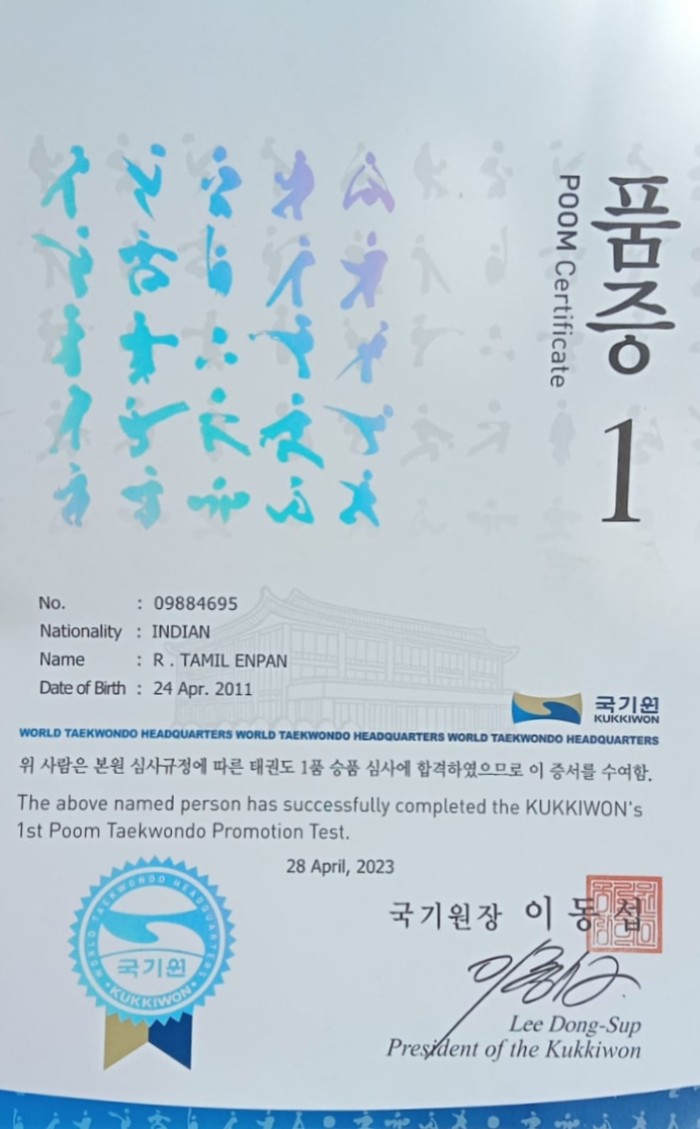 품증 1
POOM Certificate
No. : 09884695
Nationality : INDIAN
Name : R . TAMIL ENPAN
Date of Birth : 24 Apr. 2011
국기원
KUKKIWON
WORLD TAEKWONDO HEADQUARTERS WORLD TAEKWONDO HEADQUARTERS WORLD TAEKWONDO HEADQUARTERS
위 사람은 본원 심사규정에 따른 태권도 1품 승품 심사에 합격하였으므로 이 증서를 수여함.
The above named person has successfully completed the KUKKIWON's
1st Poom Taekwondo Promotion Test.
28 April, 2023
국기원장 이동섭
WORLD TAEKWONDO HEADQUARTERS
국기원
KUKKIWON
Lee Dong-Sup
President of the Kukkiwon